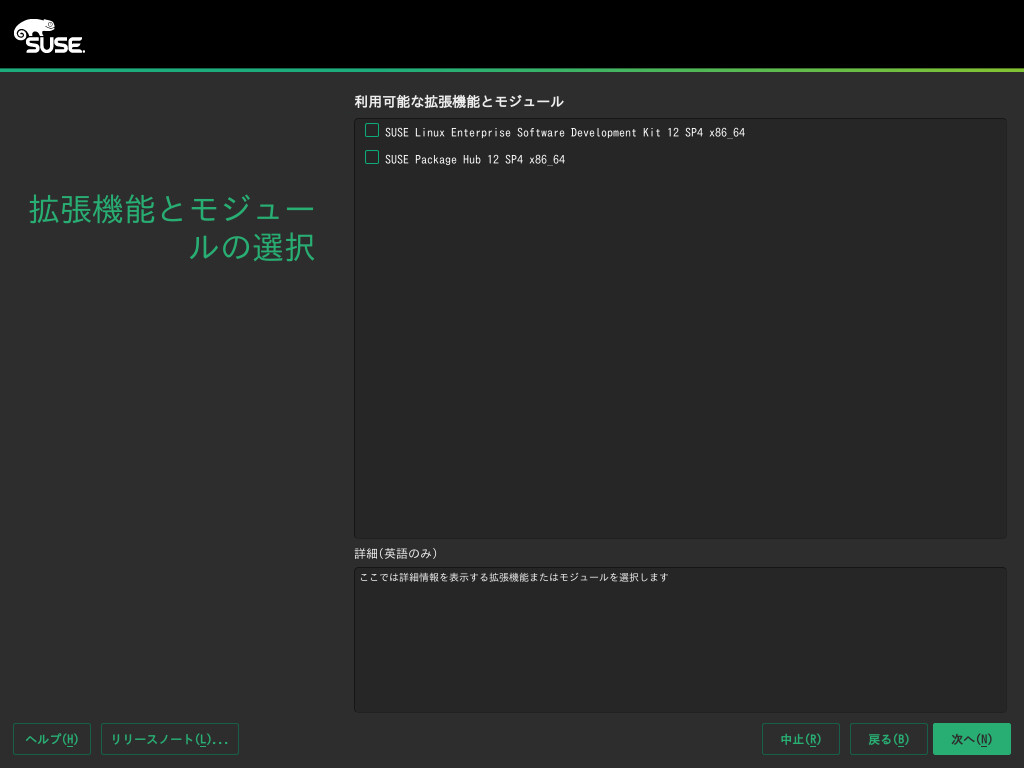 SUSE.
利用可能な拡張機能とモジュール
SUSE Linux Enterprise Software Development Kit 12 SP4 x86_64
SUSE Package Hub 12 SP4 x86_64
拡張機能とモジュー
ルの選択
詳細(英語のみ)
ここでは詳細情報を表示する拡張機能またはモジュールを選択します
ヘルプ(H) リリースノート(L)... 中止(R) 戻る(B) 次へ(N)